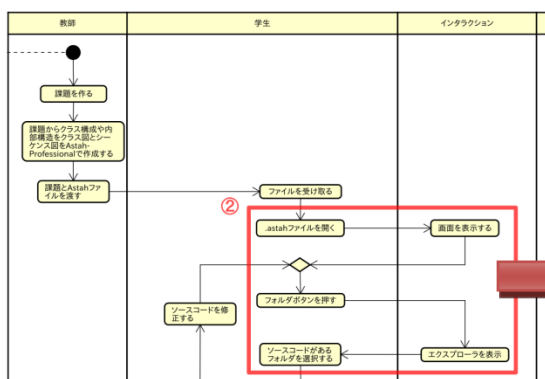 教師
学生
インタラクション
課題を作る
課題からクラス構成や内
部構造をクラス図とシー
ケンス図をAstah-
Professionalで作成する
課題とAstahファ
イルを渡す
ファイルを受け取る
②
.astahファイルを開く
画面を表示する
フォルダボタンを押す
ソースコードを修
正する
ソースコードがある
フォルダを選択する
エクスプローラを表示